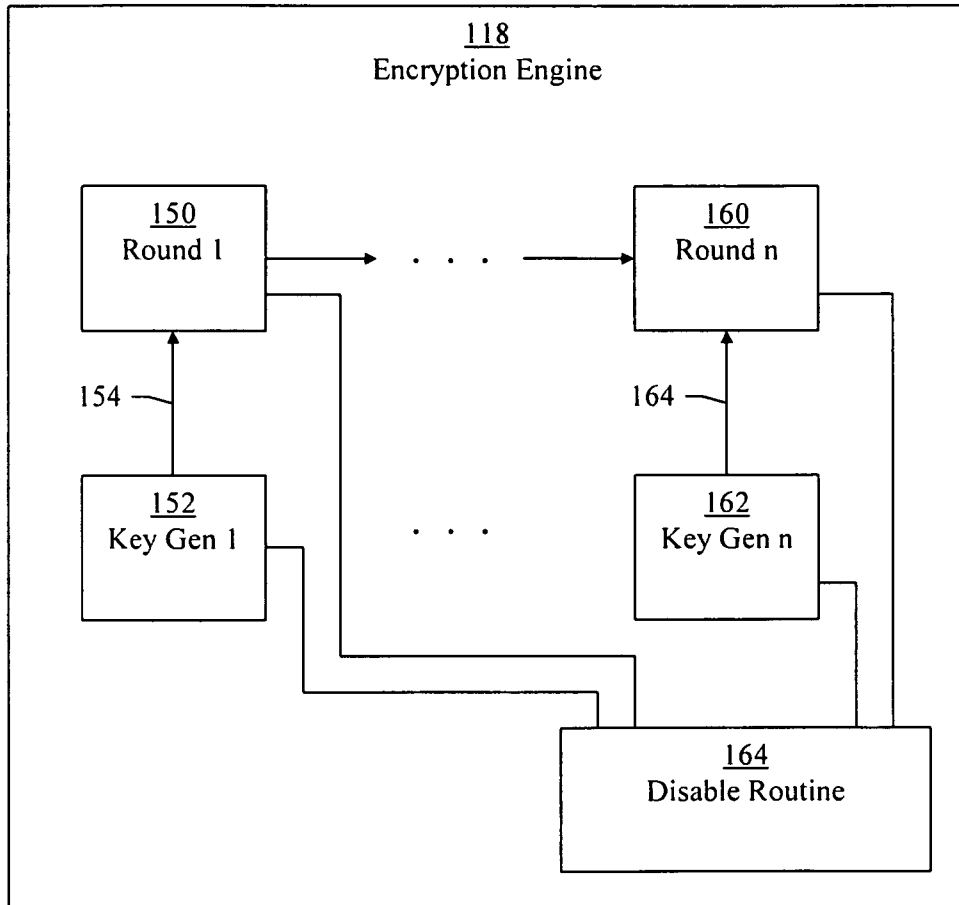 118
Encryption Engine
150
Round 1
. . .
160
Round n
154
164
152
Key Gen 1
. . .
162
Key Gen n
164
Disable Routine